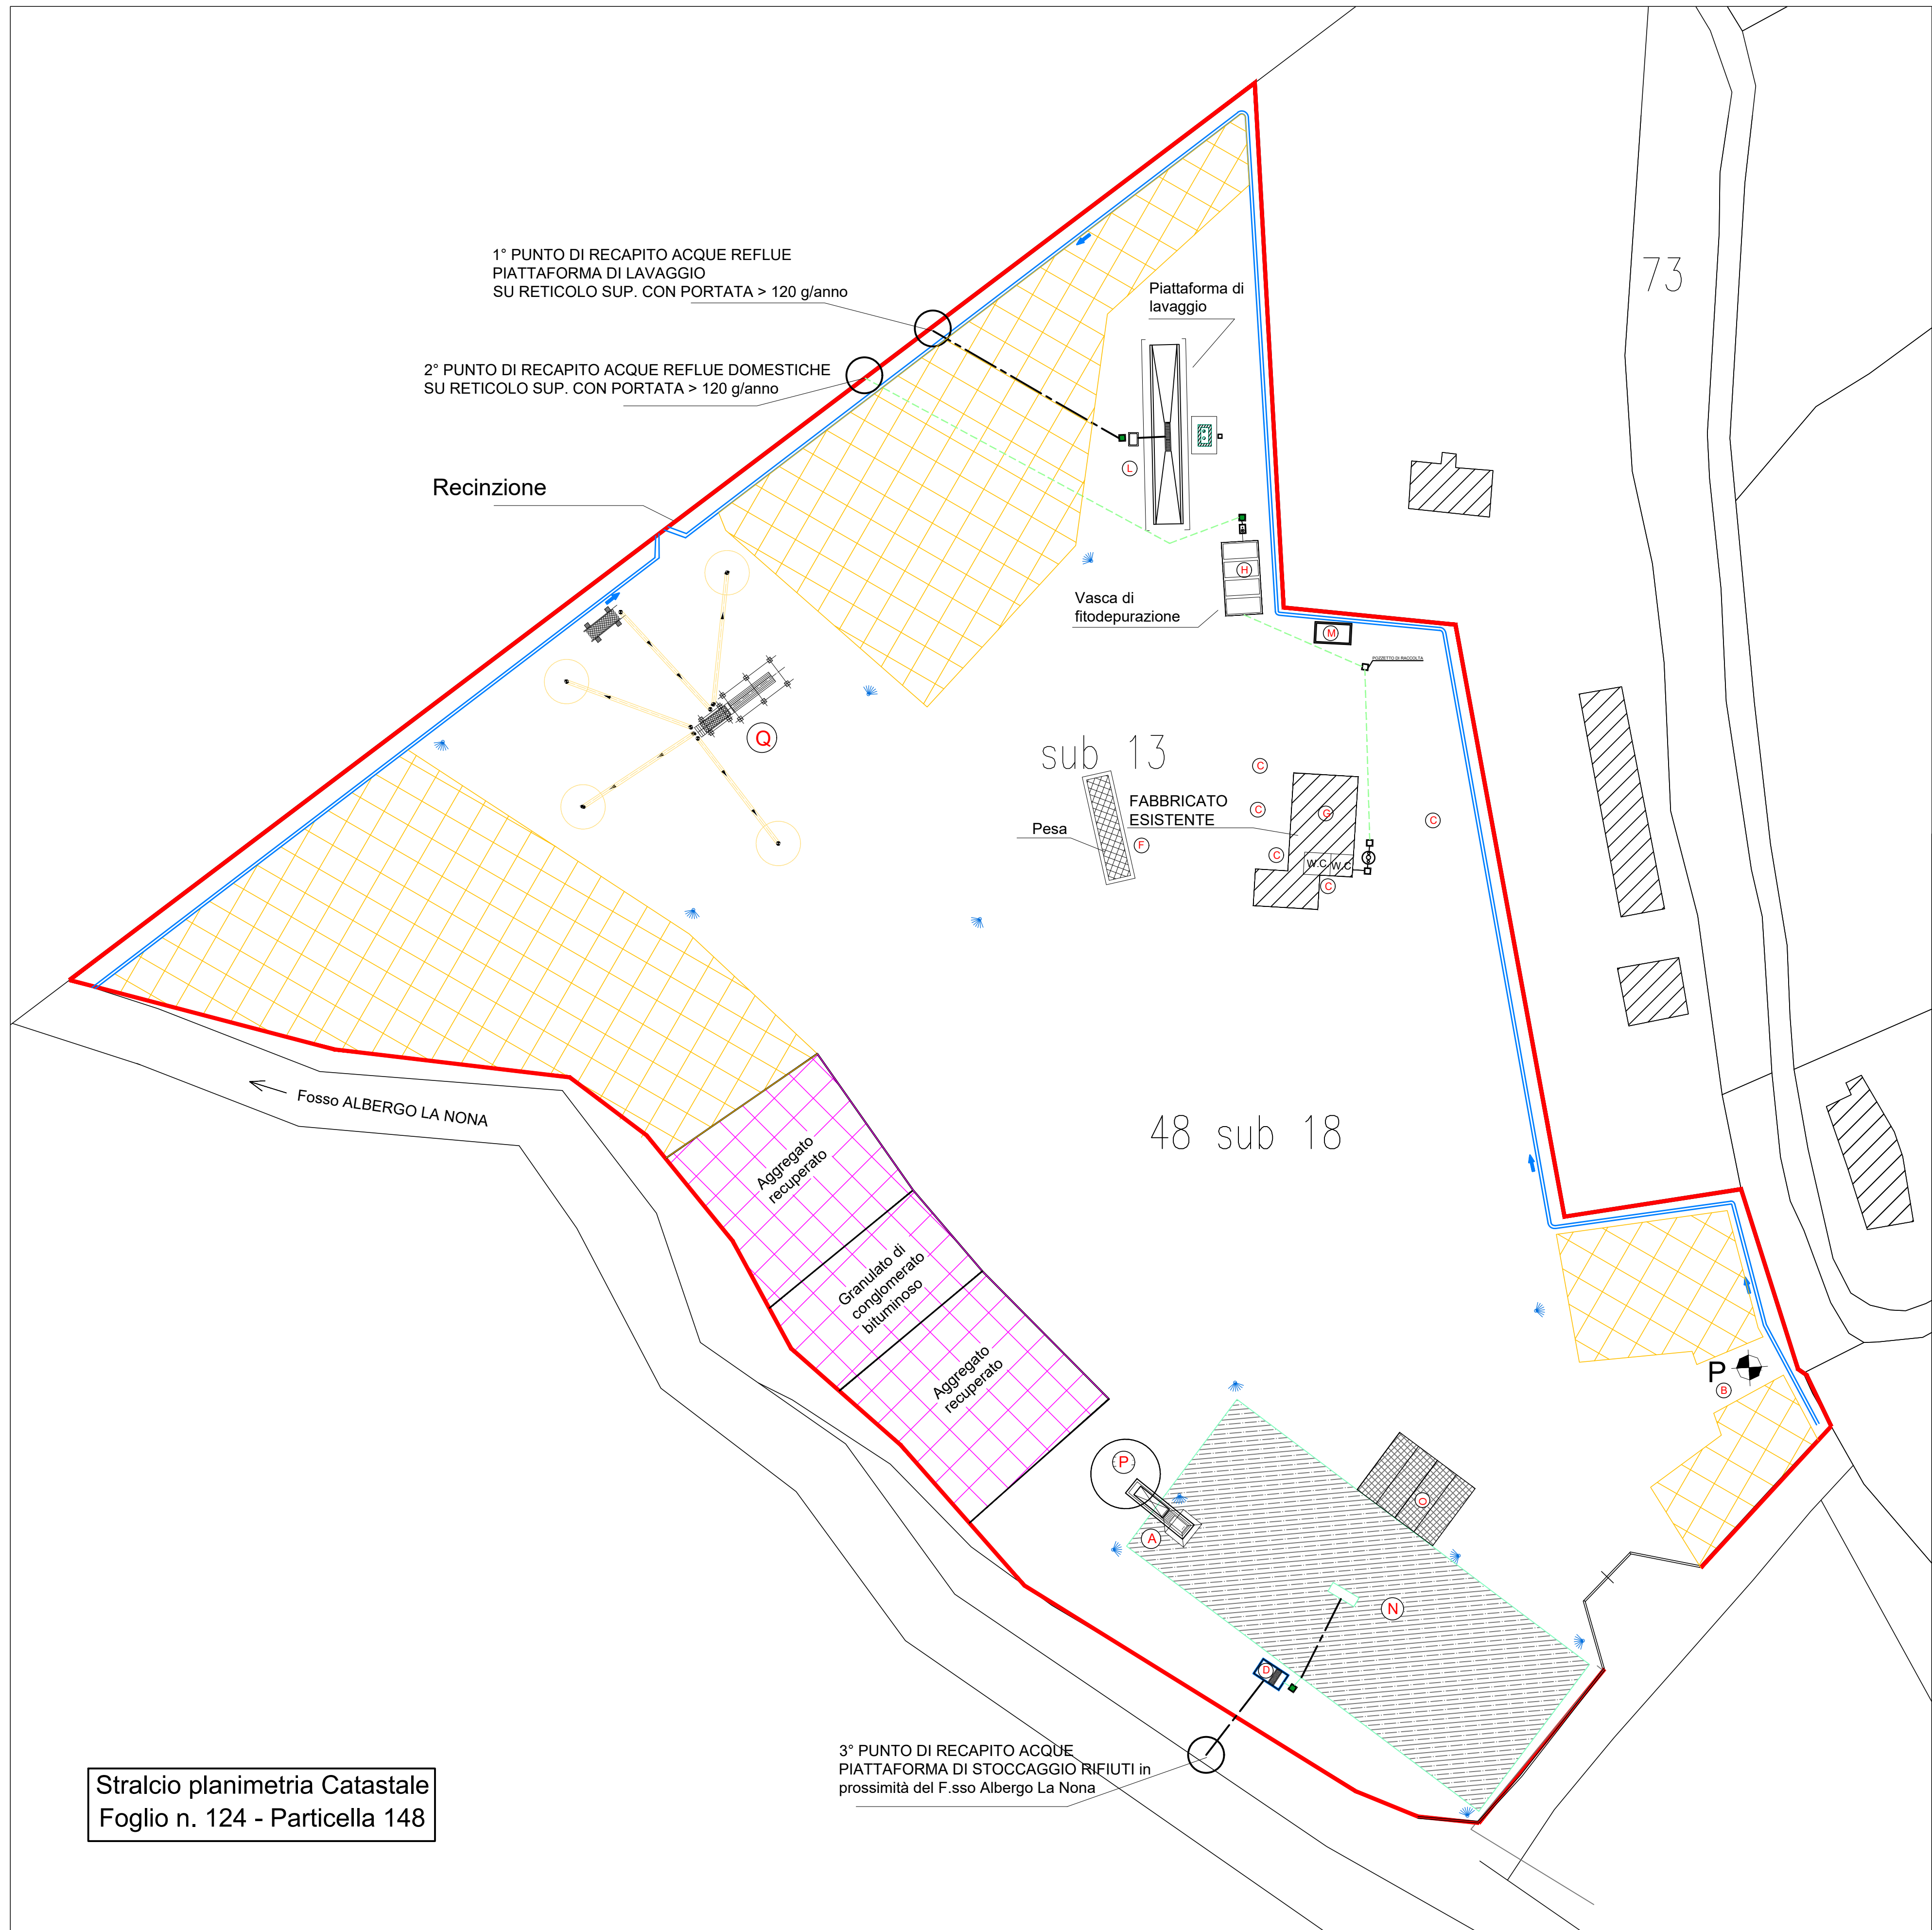 1° PUNTO DI RECAPITO ACQUE REFLUE
PIATTAFORMA DI LAVAGGIO
SU RETICOLO SUP. CON PORTATA > 120 g/anno
73
Piattaforma di
lavaggio
2° PUNTO DI RECAPITO ACQUE REFLUE DOMESTICHE
SU RETICOLO SUP. CON PORTATA > 120 g/anno
L
Recinzione
H
Vasca di
fitodepurazione
M
POZZETTO DI RACCOLTA
Q
sub 13
C
FABBRICATO
ESISTENTE
C
G
C
Pesa
F
C
W.C.
W.C
C
Fosso ALBERGO LA NONA
48 sub 18
Aggregato
recuperato
Granulato di
conglomerato
bituminoso
Aggregato
recuperato
P
B
P
A
O
N
D
3° PUNTO DI RECAPITO ACQUE
PIATTAFORMA DI STOCCAGGIO RIFIUTI in
prossimità del F.sso Albergo La Nona
Stralcio planimetria Catastale
Foglio n. 124 - Particella 148